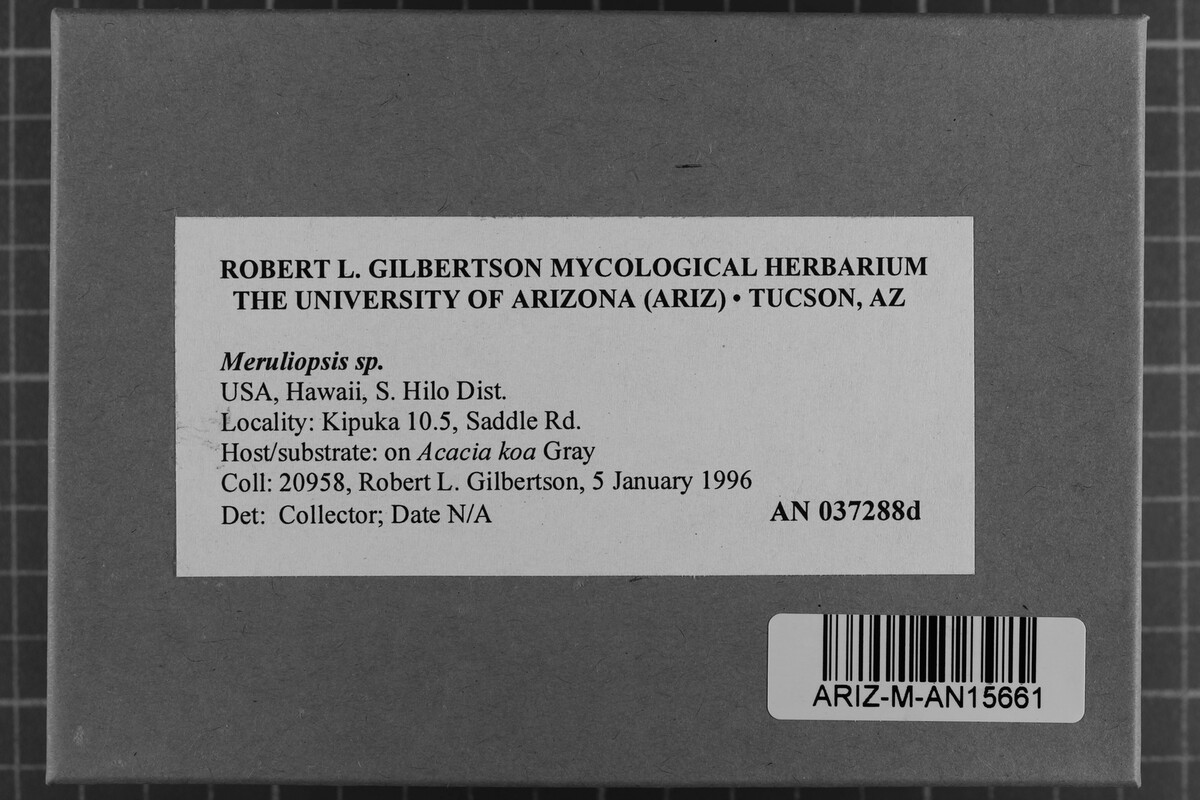 ROBERT L. GILBERTSON MYCOLOGICAL HERBARIUM
THE UNIVERSITY OF ARIZONA (ARIZ) • TUCSON, AZ
Meruliopsis sp.
USA, Hawaii, S. Hilo Dist.
Locality: Kipuka 10.5, Saddle Rd.
Host/substrate: on Acacia koa Gray
Coll: 20958, Robert L. Gilbertson, 5 January 1996
Det: Collector; Date N/A AN 037288d
ARIZ-M-AN15661